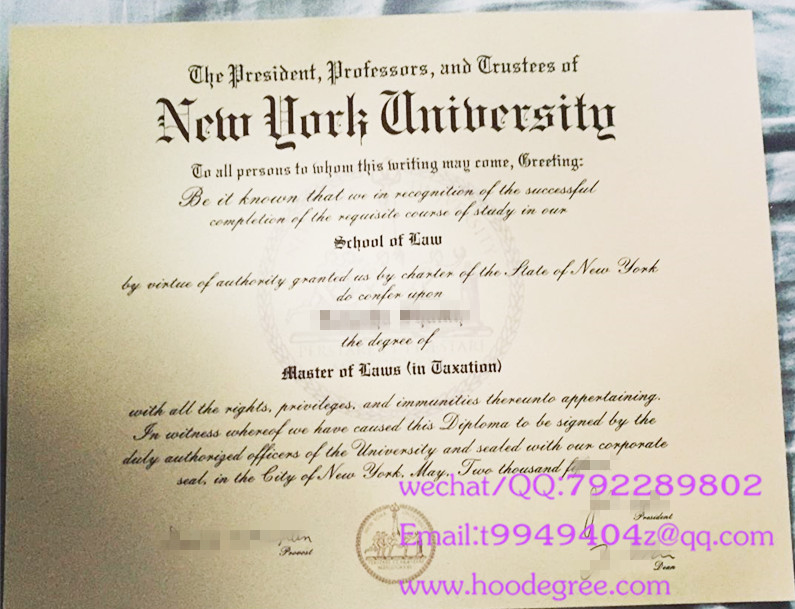 The President, Professors, and Trustees of
New York University
To all persons to whom this writing may come, Greeting:
Be it known that we in recognition of the successful
completion of the requisite course of study in our
School of Law
by virtue of authority granted us by charter of the State of New York
do confer upon
the degree of
Master of Laws (in Taxation)
with all the rights, privileges, and immunities thereunto appertaining.
In witness whereof we have caused this Diploma to be signed by the
duly authorized officers of the University and sealed with our corporate
seal, in the City of New York, May, Two thousand
wechat/QQ:792289802
President
Email:t9949404z@qq.com
Provost
Dean
www.hoodegree.com